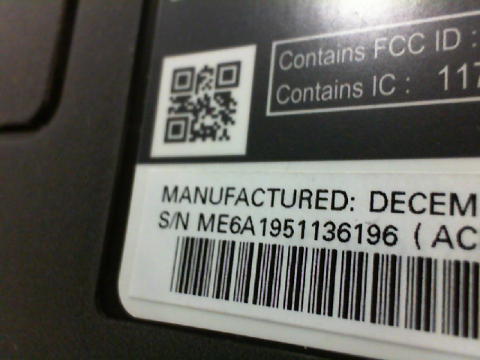 Contains FCC ID :
Contains IC : 117
MANUFACTURED: DECEM
S/N ME6A1951136196 ( AC